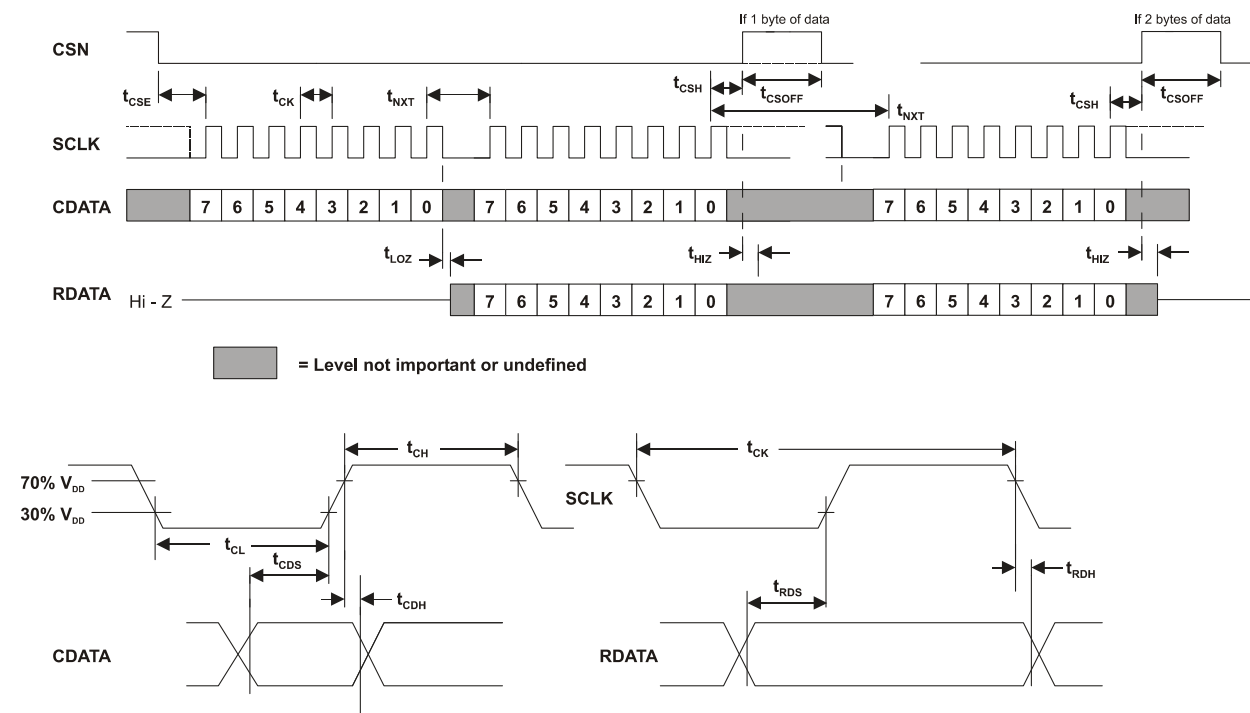 If 1 byte of data If 2 bytes of data
CSN
tCSE tCK tNXT tCSH tCSOFF tNXT tCSH tCSOFF
SCLK
CDATA 7 6 5 4 3 2 1 0 7 6 5 4 3 2 1 0 7 6 5 4 3 2 1 0
tLOZ tHIZ tHIZ
RDATA Hi - Z 7 6 5 4 3 2 1 0 7 6 5 4 3 2 1 0
= Level not important or undefined
tCH tCK
70% VDD
SCLK
30% VDD
tCL
tCDS
tRDH
tRDS
tCDH
CDATA RDATA